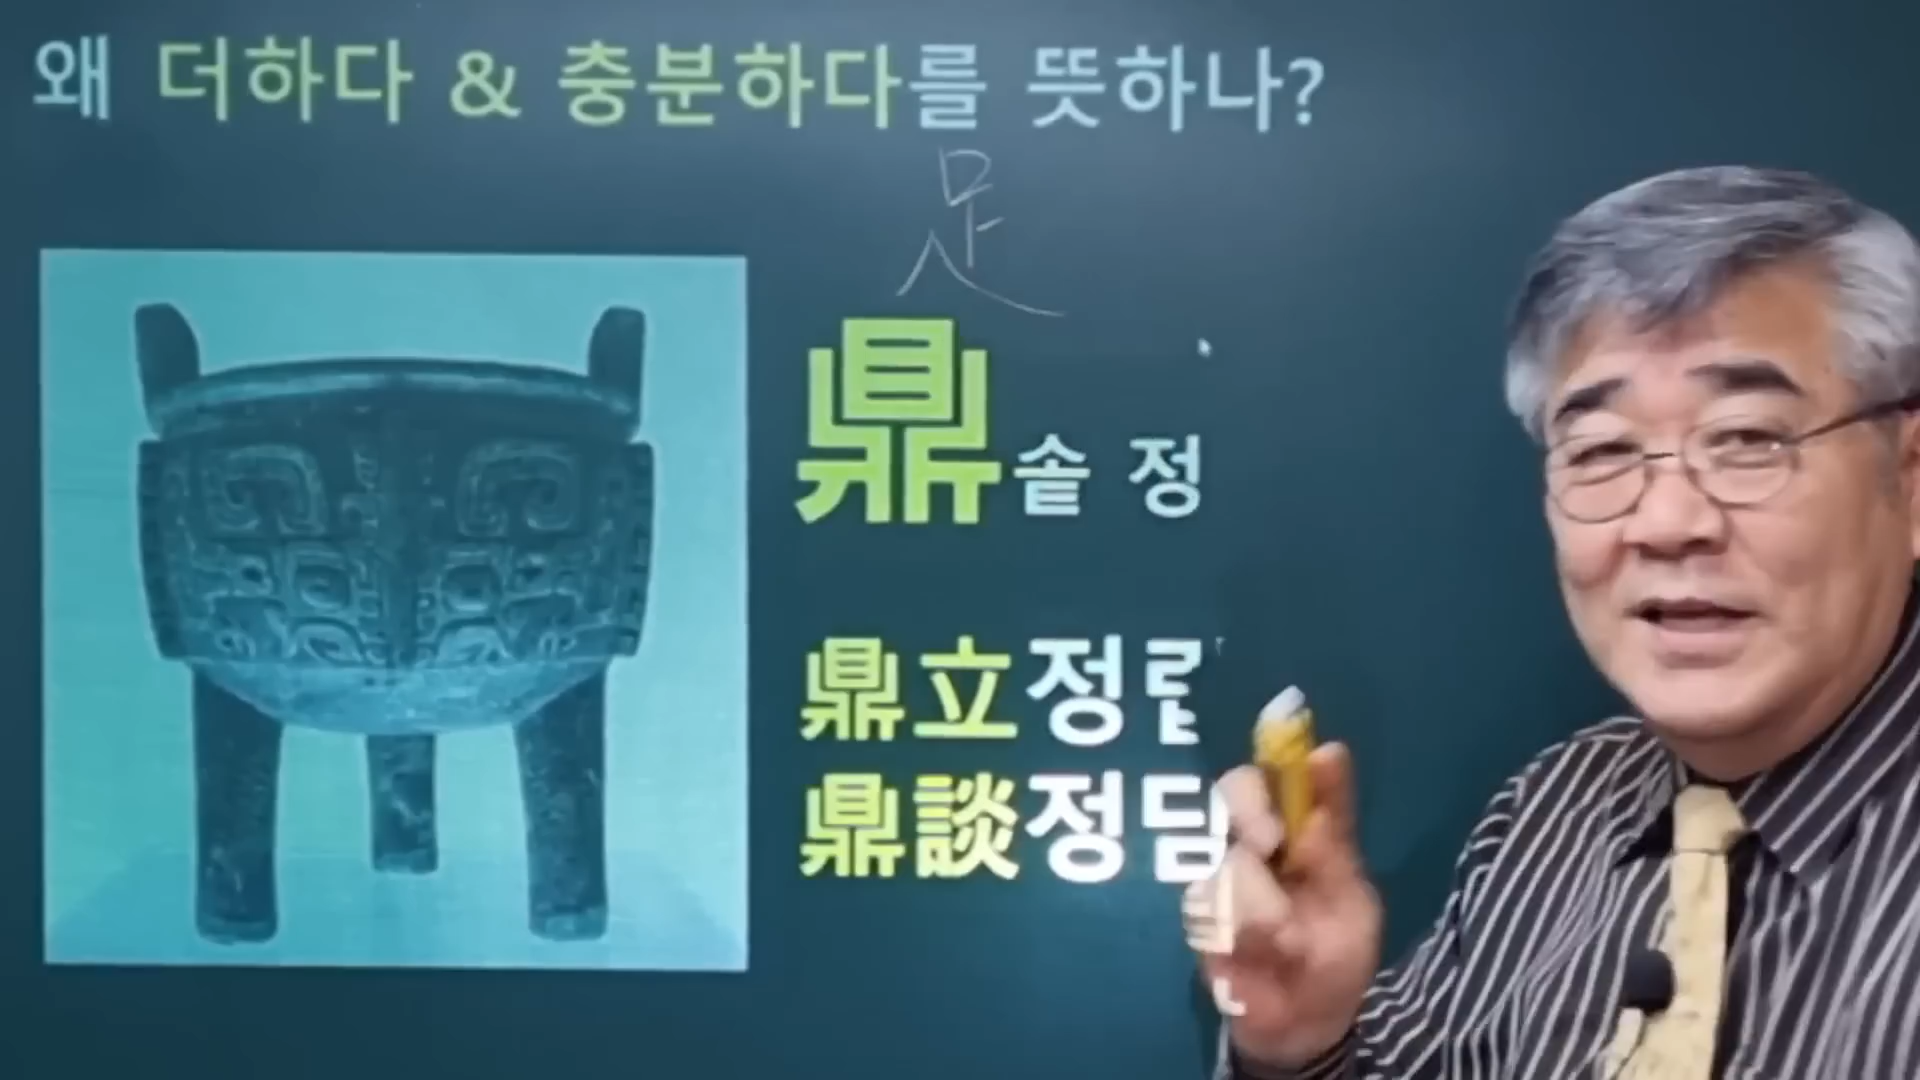 왜 더하다 & 충분하다를 뜻하나?
足
鼎 솥 정
鼎立정립
鼎談정담